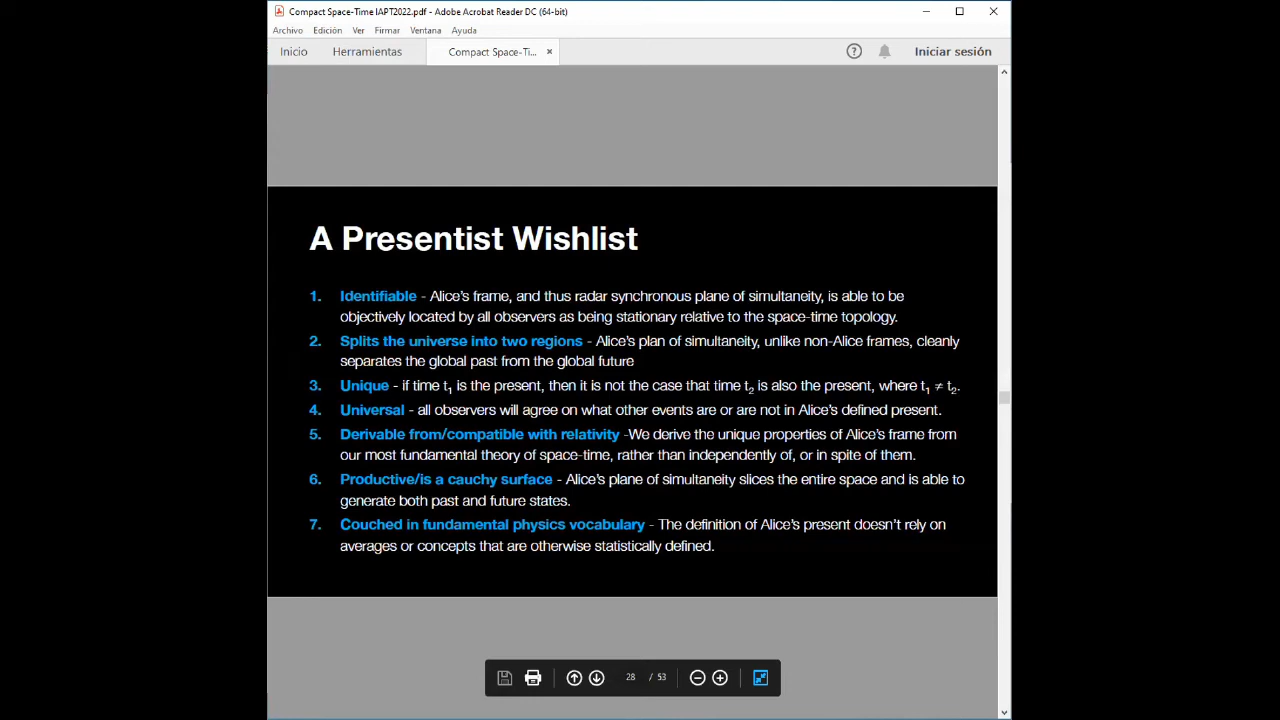 Compact Space-Time IAPT2022.pdf - Adobe Acrobat Reader DC (64-bit)
Archivo Edición Ver Firmar Ventana Ayuda
Inicio Herramientas Compact Space-Ti... × ? Iniciar sesión
A Presentist Wishlist
1. Identifiable - Alice's frame, and thus radar synchronous plane of simultaneity, is able to be
objectively located by all observers as being stationary relative to the space-time topology.
2. Splits the universe into two regions - Alice's plan of simultaneity, unlike non-Alice frames, cleanly
separates the global past from the global future
3. Unique - if time t₁ is the present, then it is not the case that time t₂ is also the present, where t₁ ≠ t₂.
4. Universal - all observers will agree on what other events are or are not in Alice's defined present.
5. Derivable from/compatible with relativity -We derive the unique properties of Alice's frame from
our most fundamental theory of space-time, rather than independently of, or in spite of them.
6. Productive/is a cauchy surface - Alice's plane of simultaneity slices the entire space and is able to
generate both past and future states.
7. Couched in fundamental physics vocabulary - The definition of Alice's present doesn't rely on
averages or concepts that are otherwise statistically defined.
28 / 53